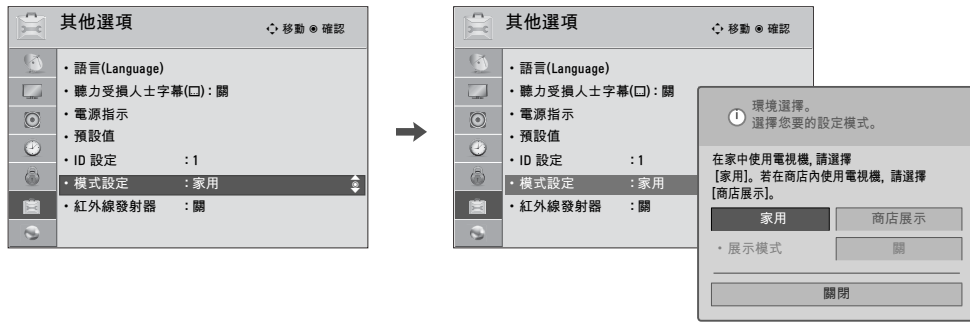 其他選項
移動 ◉ 確認
・語言(Language)
・聽力受損人士字幕(口):關
・電源指示
・預設值
・ID 設定 :1
・模式設定 :家用
・紅外線發射器 :關
其他選項
移動 ◉ 確認
・語言(Language)
・聽力受損人士字幕(口):關
・電源指示
・預設值
・ID 設定 :1
・模式設定 :家用
・紅外線發射器 :關
環境選擇。
選擇您要的設定模式。
在家中使用電視機, 請選擇
[家用]。若在商店內使用電視機, 請選擇
[商店展示]。
家用 商店展示
・展示模式 關
關閉